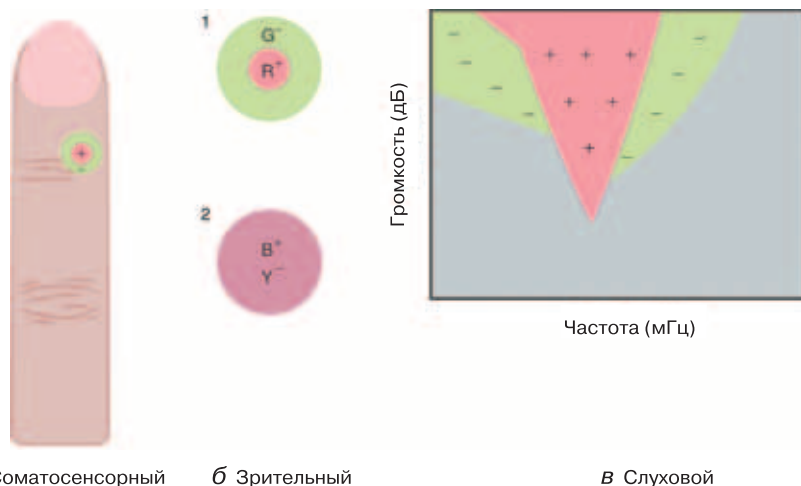 1
G⁻
R⁺
2
B⁺
Y⁻
Громкость (дБ)
Частота (мГц)
Соматосенсорный
б Зрительный
в Слуховой